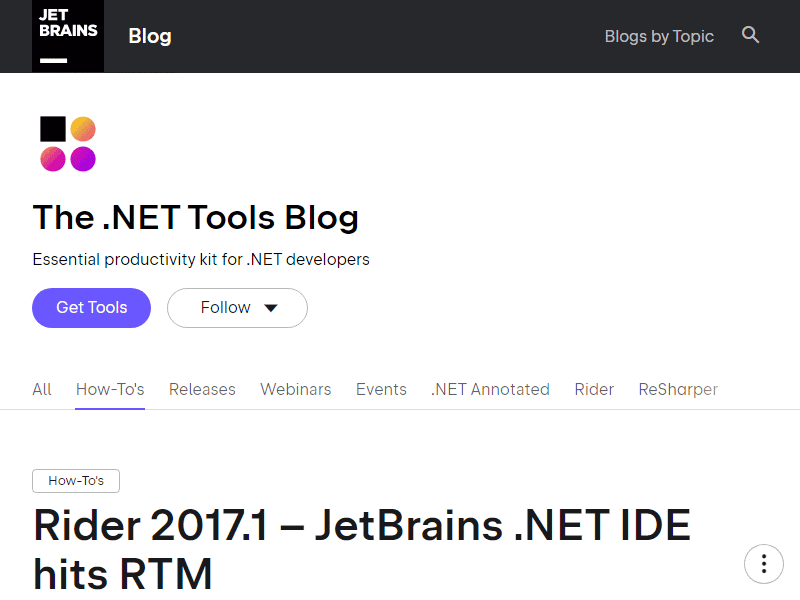 JET
BRAINS
Blog
Blogs by Topic
The .NET Tools Blog
Essential productivity kit for .NET developers
Get Tools
Follow
All How-To's Releases Webinars Events .NET Annotated Rider ReSharper
How-To's
Rider 2017.1 – JetBrains .NET IDE
hits RTM